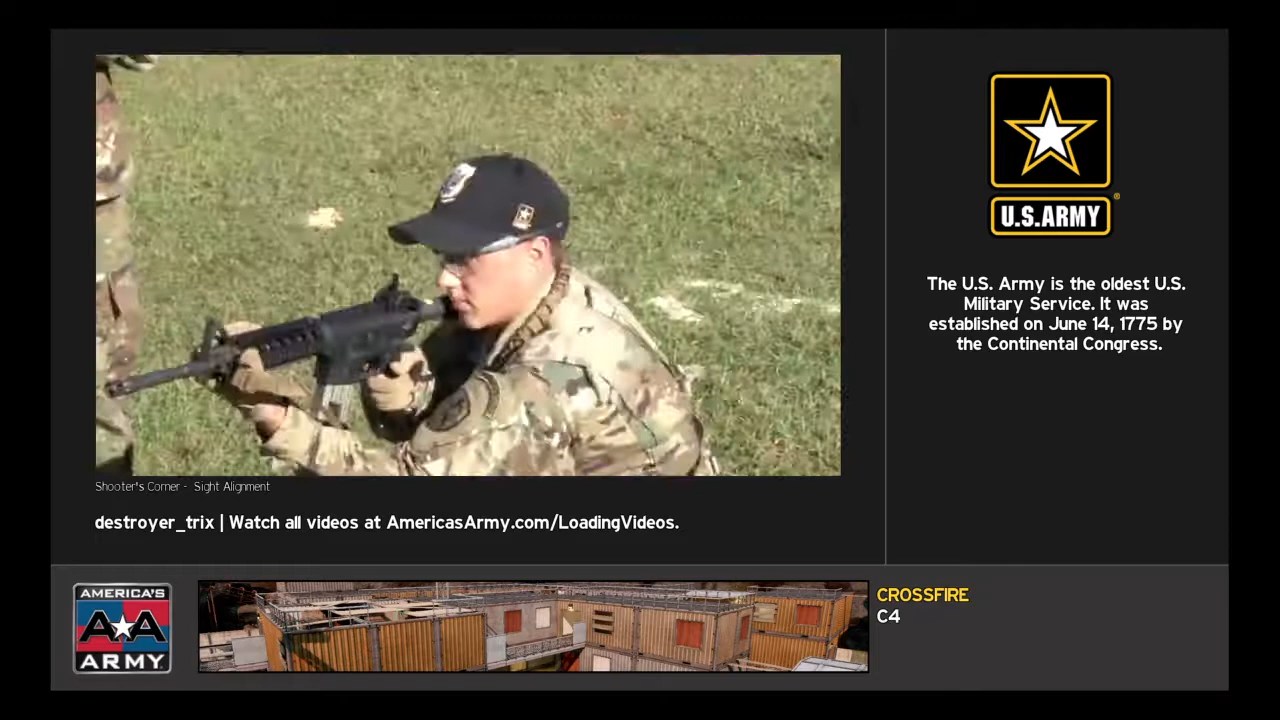 U.S.ARMY
The U.S. Army is the oldest U.S.
Military Service. It was
established on June 14, 1775 by
the Continental Congress.
Shooter's Corner - Sight Alignment
destroyer_trix | Watch all videos at AmericasArmy.com/LoadingVideos.
AMERICA'S
AA
ARMY
CROSSFIRE
C4